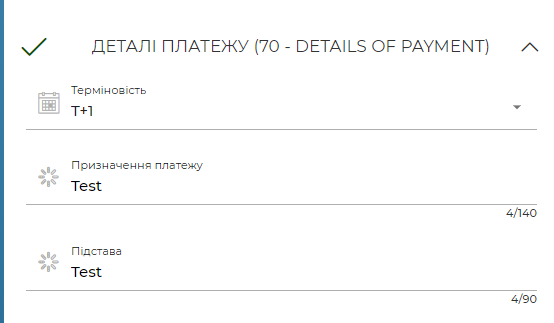 ДЕТАЛІ ПЛАТЕЖУ (70 - DETAILS OF PAYMENT)
Терміновість
T+1
Призначення платежу
Test
4/140
Підстава
Test
4/90